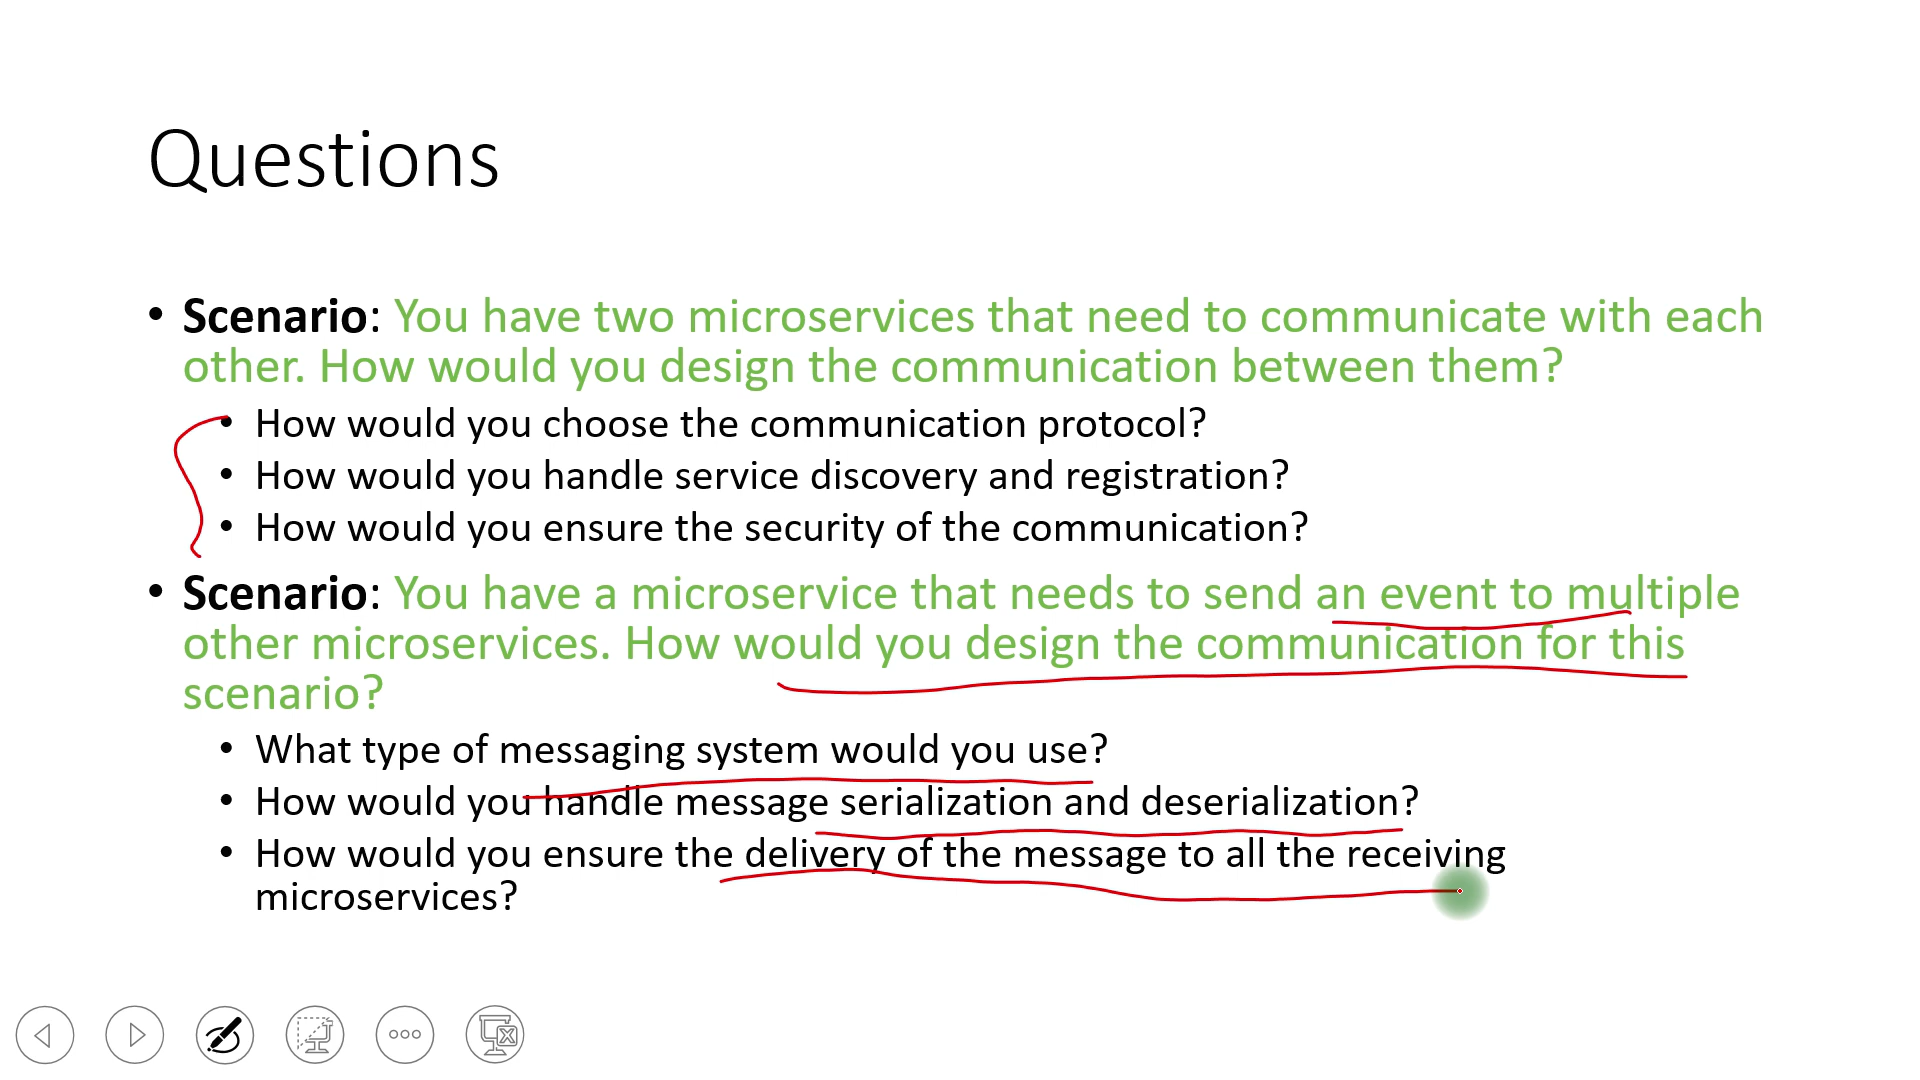 Questions
• Scenario: You have two microservices that need to communicate with each
other. How would you design the communication between them?
• How would you choose the communication protocol?
• How would you handle service discovery and registration?
• How would you ensure the security of the communication?
• Scenario: You have a microservice that needs to send an event to multiple
other microservices. How would you design the communication for this
scenario?
• What type of messaging system would you use?
• How would you handle message serialization and deserialization?
• How would you ensure the delivery of the message to all the receiving
microservices?